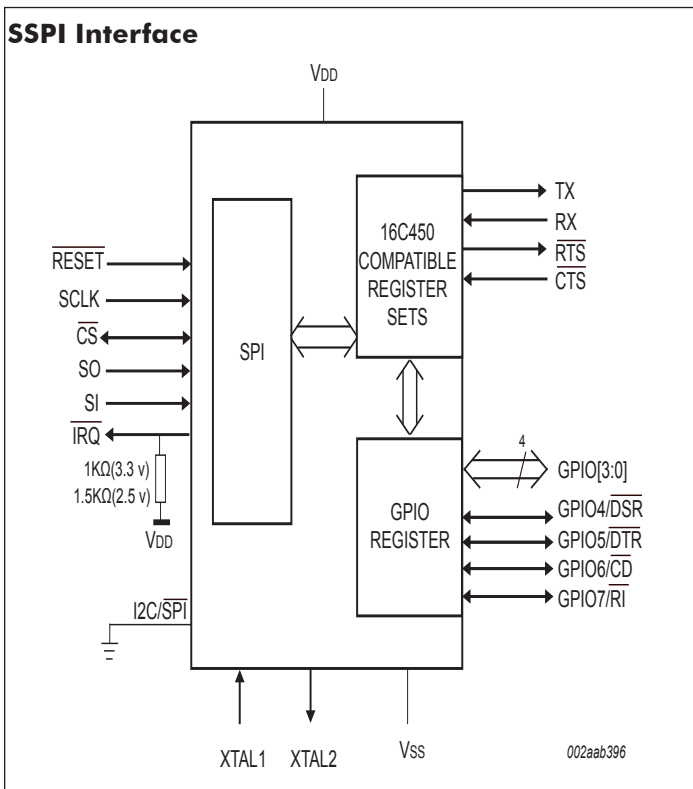 SSPI Interface
VDD
RESET
SCLK
CS
SO
SI
IRQ
1KΩ(3.3 v)
1.5KΩ(2.5 v)
VDD
I2C/SPI
SPI
16C450
COMPATIBLE
REGISTER
SETS
GPIO
REGISTER
TX
RX
RTS
CTS
4
GPIO[3:0]
GPIO4/DSR
GPIO5/DTR
GPIO6/CD
GPIO7/RI
XTAL1
XTAL2
VSS
002aab396